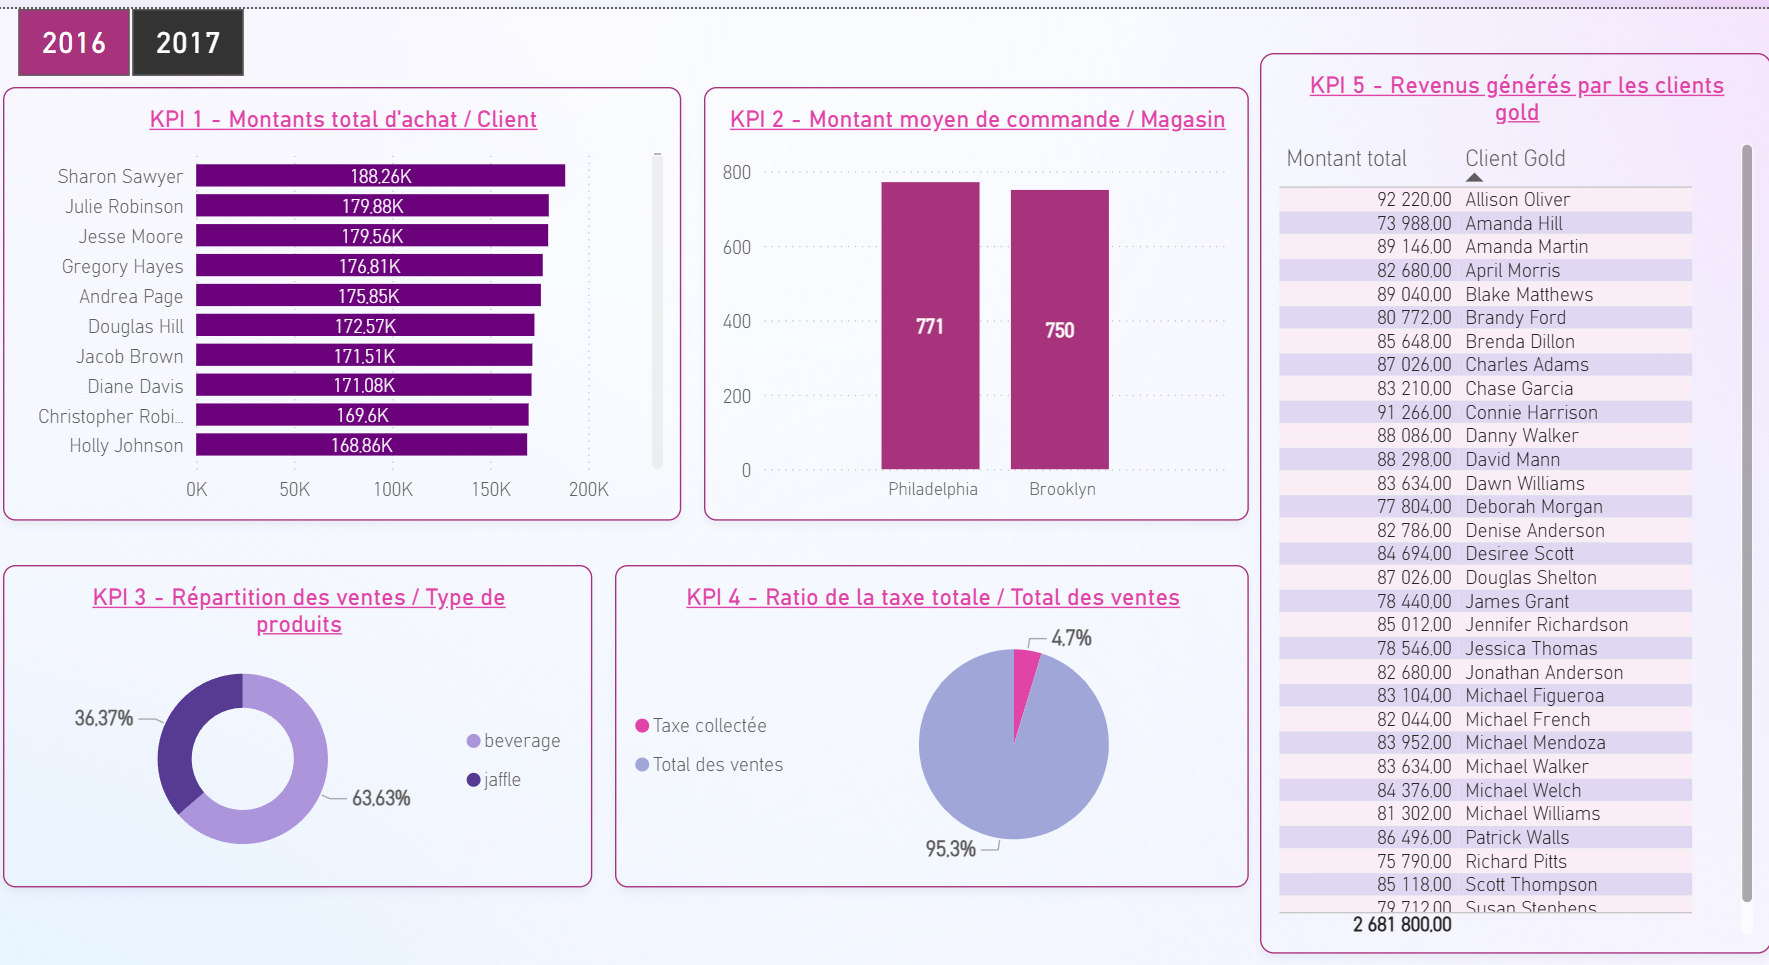 2016
2017
KPI 1 - Montants total d'achat / Client
Sharon Sawyer 188.26K
Julie Robinson 179.88K
Jesse Moore 179.56K
Gregory Hayes 176.81K
Andrea Page 175.85K
Douglas Hill 172.57K
Jacob Brown 171.51K
Diane Davis 171.08K
Christopher Robi... 169.6K
Holly Johnson 168.86K
0K 50K 100K 150K 200K
KPI 2 - Montant moyen de commande / Magasin
800
600
400
200
0
771
750
Philadelphia Brooklyn
KPI 3 - Répartition des ventes / Type de
produits
36,37%
63,63%
beverage
jaffle
KPI 4 - Ratio de la taxe totale / Total des ventes
4,7%
95,3%
Taxe collectée
Total des ventes
KPI 5 - Revenus générés par les clients
gold
Montant total Client Gold
92 220,00 Allison Oliver
73 988,00 Amanda Hill
89 146,00 Amanda Martin
82 680,00 April Morris
89 040,00 Blake Matthews
80 772,00 Brandy Ford
85 648,00 Brenda Dillon
87 026,00 Charles Adams
83 210,00 Chase Garcia
91 266,00 Connie Harrison
88 086,00 Danny Walker
88 298,00 David Mann
83 634,00 Dawn Williams
77 804,00 Deborah Morgan
82 786,00 Denise Anderson
84 694,00 Desiree Scott
87 026,00 Douglas Shelton
78 440,00 James Grant
85 012,00 Jennifer Richardson
78 546,00 Jessica Thomas
82 680,00 Jonathan Anderson
83 104,00 Michael Figueroa
82 044,00 Michael French
83 952,00 Michael Mendoza
83 634,00 Michael Walker
84 376,00 Michael Welch
81 302,00 Michael Williams
86 496,00 Patrick Walls
75 790,00 Richard Pitts
85 118,00 Scott Thompson
79 712,00 Susan Stephens
2 681 800,00